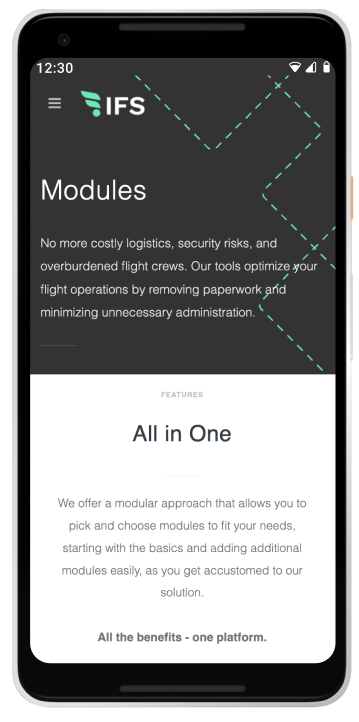 12:30
IFS
Modules
No more costly logistics, security risks, and
overburdened flight crews. Our tools optimize your
flight operations by removing paperwork and
minimizing unnecessary administration.
FEATURES
All in One
We offer a modular approach that allows you to
pick and choose modules to fit your needs,
starting with the basics and adding additional
modules easily, as you get accustomed to our
solution.
All the benefits - one platform.